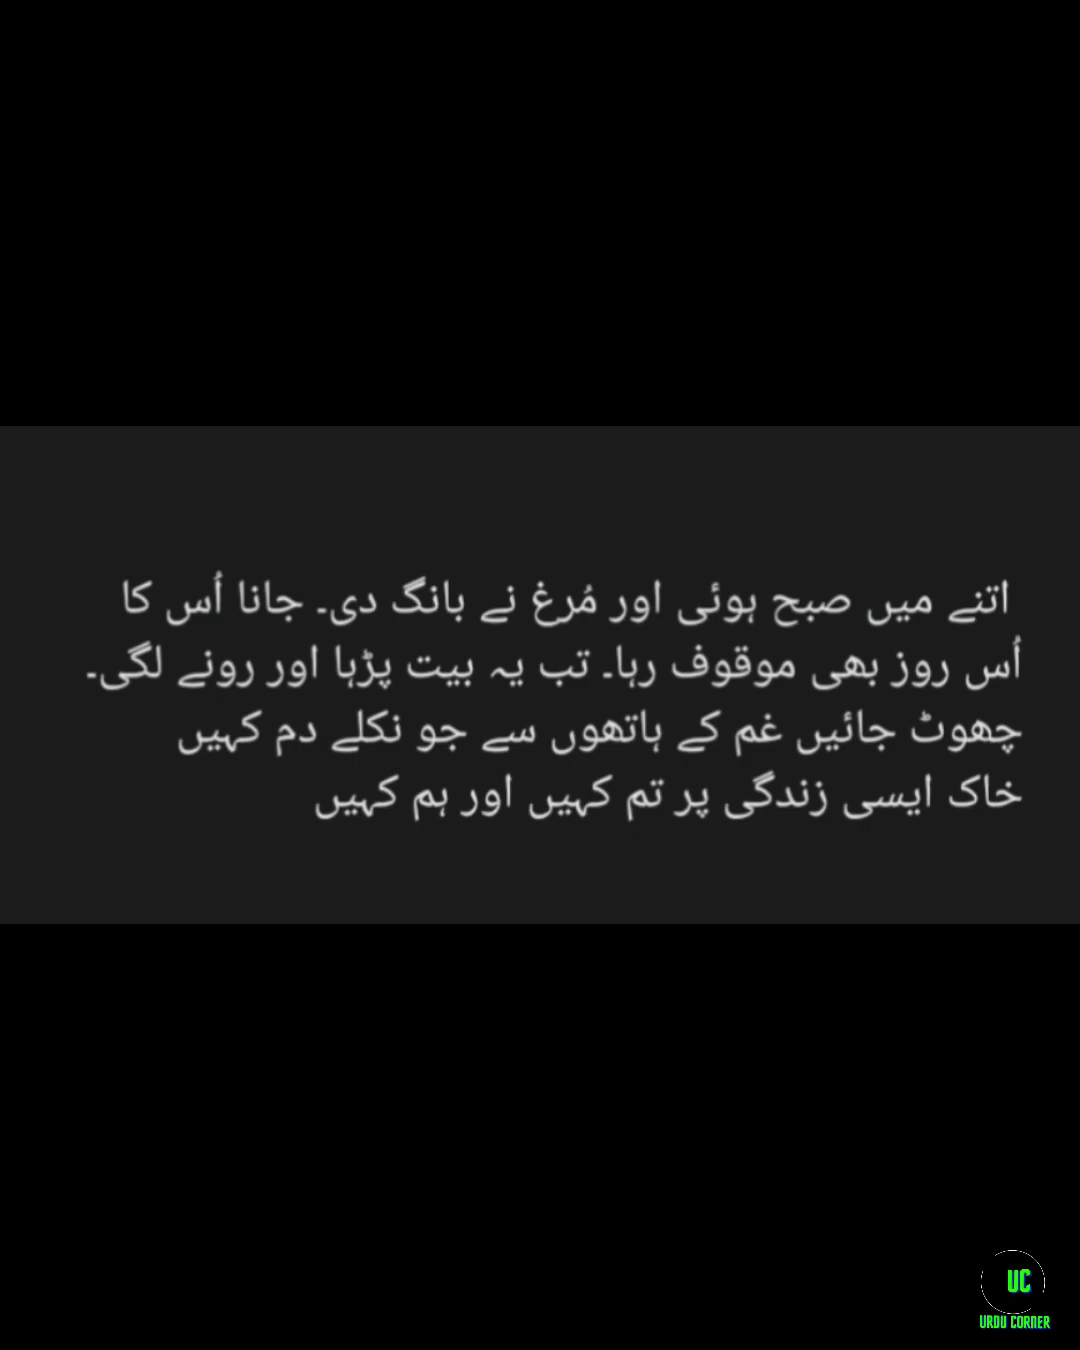 اتنے میں صبح ہوئی اور مُرغ نے بانگ دی۔ جانا اُس کا
اُس روز بھی موقوف رہا۔ تب یہ بیت پڑہا اور رونے لگی۔
چھوٹ جائیں غم کے ہاتھوں سے جو نکلے دم کہیں
خاک ایسی زندگی پر تم کہیں اور ہم کہیں
UC
URDU CORNER